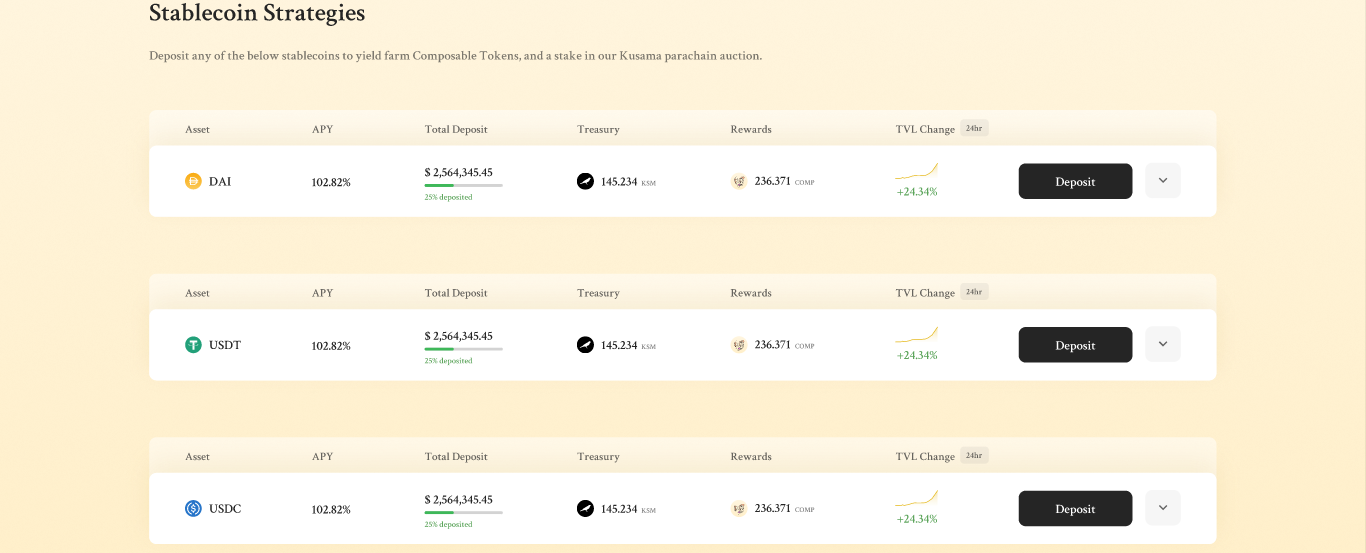 Stablecoin Strategies
Deposit any of the below stablecoins to yield farm Composable Tokens, and a stake in our Kusama parachain auction.
Asset APY Total Deposit Treasury Rewards TVL Change 24hr
DAI 102.82% $ 2,564,345.45 145.234 KSM 236.371 COMP +24.34% Deposit
25% deposited
Asset APY Total Deposit Treasury Rewards TVL Change 24hr
USDT 102.82% $ 2,564,345.45 145.234 KSM 236.371 COMP +24.34% Deposit
25% deposited
Asset APY Total Deposit Treasury Rewards TVL Change 24hr
USDC 102.82% $ 2,564,345.45 145.234 KSM 236.371 COMP +24.34% Deposit
25% deposited